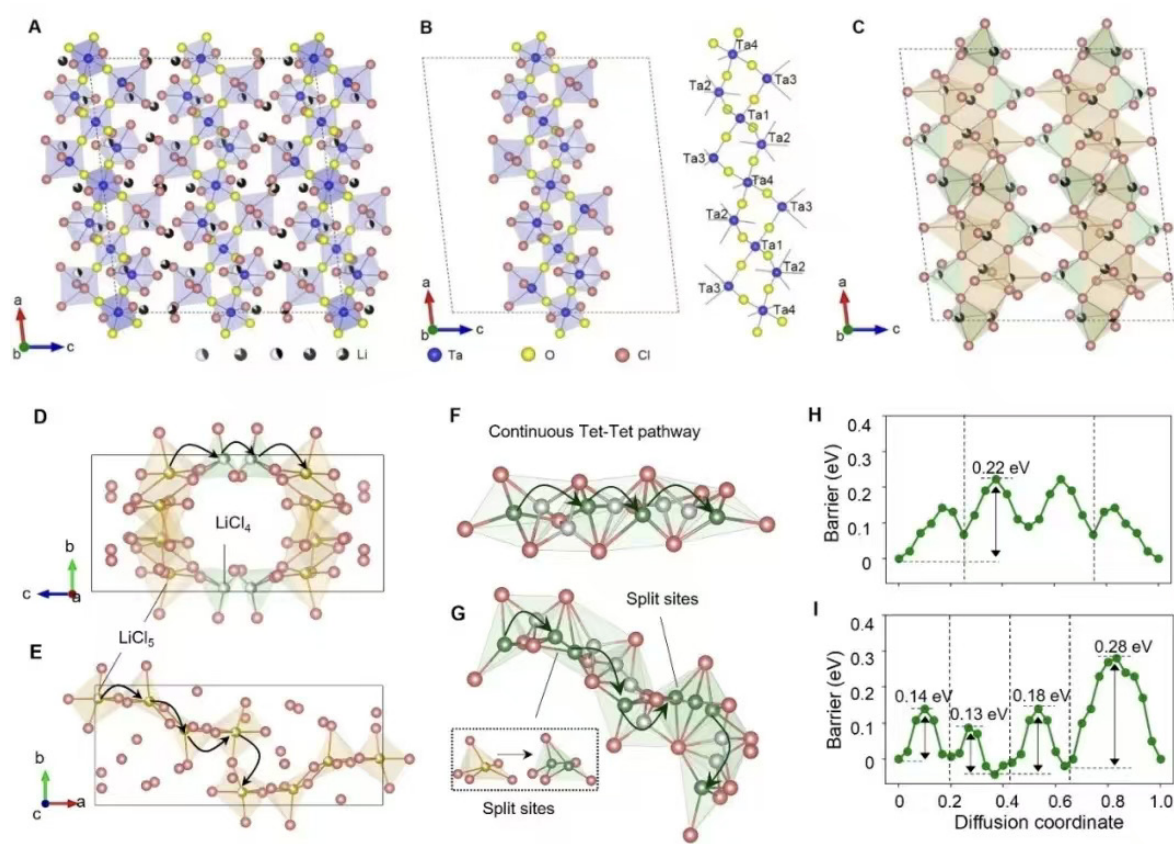 A
B
C
Ta4
Ta3
Ta2
Ta1
Ta2
Ta3
Ta4
Ta3
Ta2
Ta1
Ta2
Ta3
Ta4
a
b
c
Li
a
b
c
Ta
O
Cl
a
b
c
D
LiCl4
b
c
a
LiCl5
E
b
c
a
F
Continuous Tet-Tet pathway
G
Split sites
Split sites
H
Barrier (eV)
0.4
0.3
0.2
0.1
0
0.22 eV
I
Barrier (eV)
0.4
0.3
0.2
0.1
0
0.14 eV
0.13 eV
0.18 eV
0.28 eV
0
0.2
0.4
0.6
0.8
1.0
Diffusion coordinate